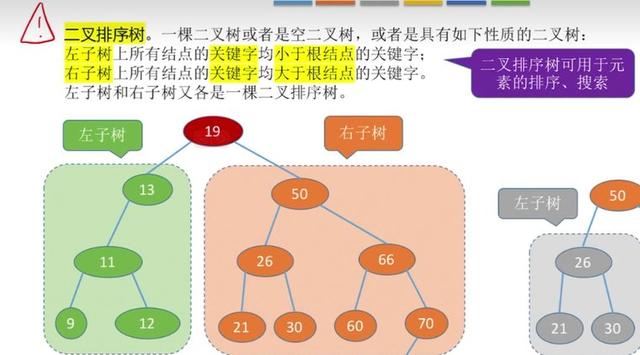 二叉排序树。一棵二叉树或者是空二叉树，或者是具有如下性质的二叉树：
左子树上所有结点的关键字均小于根结点的关键字；
右子树上所有结点的关键字均大于根结点的关键字。
左子树和右子树又各是一棵二叉排序树。
二叉排序树可用于元
素的排序、搜索
左子树
19
右子树
13
50
左子树
50
11
26
66
26
9
12
21
30
60
70
21
30